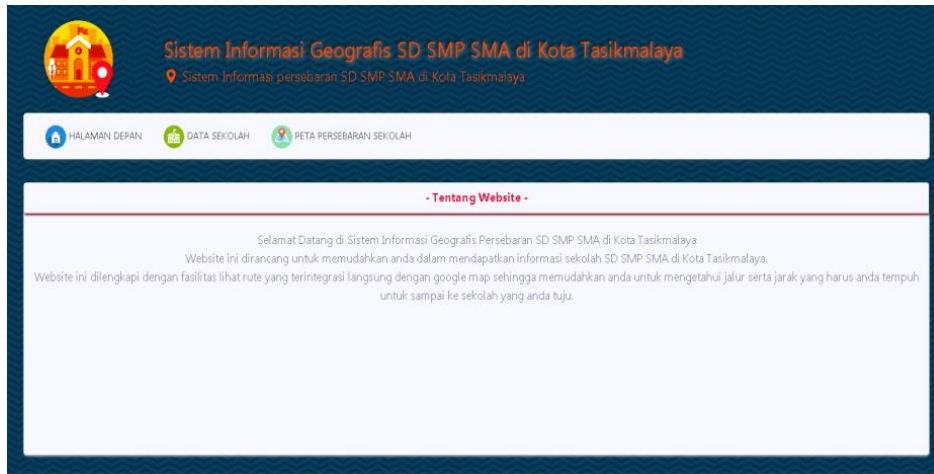 Sistem Informasi Geografis SD SMP SMA di Kota Tasikmalaya
Sistem Informasi persebaran SD SMP SMA di Kota Tasikmalaya
HALAMAN DEPAN DATA SEKOLAH PETA PERSEBARAN SEKOLAH
- Tentang Website -
Selamat Datang di Sistem Informasi Geografis Persebaran SD SMP SMA di Kota Tasikmalaya
Website ini dirancang untuk memudahkan anda dalam mendapatkan informasi sekolah SD SMP SMA di Kota Tasikmalaya.
Website ini dilengkapi dengan fasilitas lihat rute yang terintegrasi langsung dengan google map sehingga memudahkan anda untuk mengetahui jalur serta jarak yang harus anda tempuh
untuk sampai ke sekolah yang anda tuju.